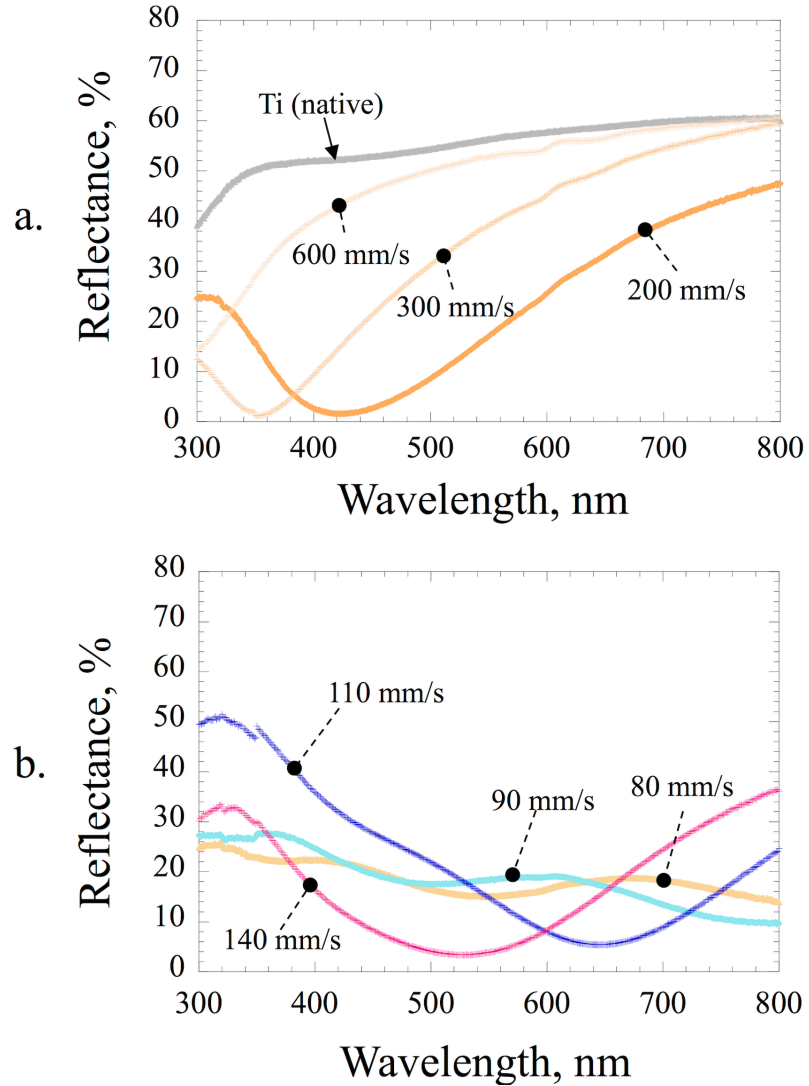 a.
Reflectance, %
80
70
60
50
40
30
20
10
0
Ti (native)
600 mm/s
300 mm/s
200 mm/s
300 400 500 600 700 800
Wavelength, nm
b.
Reflectance, %
80
70
60
50
40
30
20
10
0
110 mm/s
90 mm/s
80 mm/s
140 mm/s
300 400 500 600 700 800
Wavelength, nm